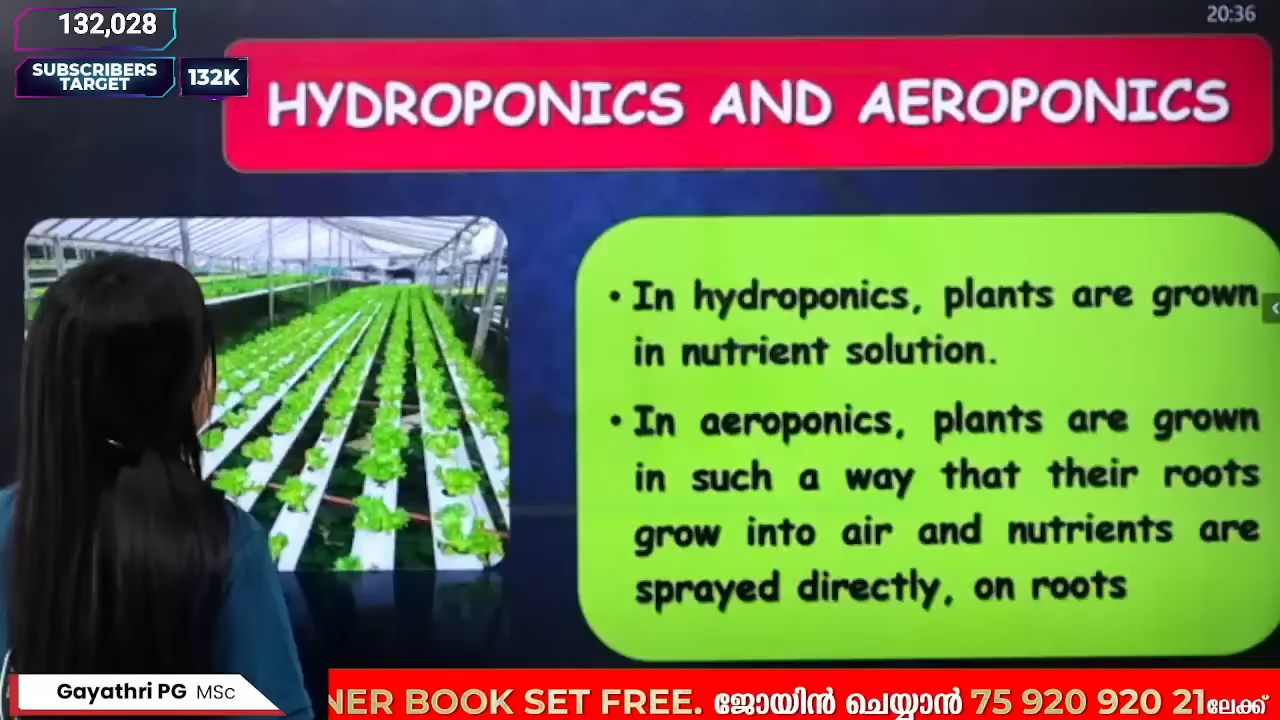 132,028
20:36
SUBSCRIBERS
TARGET
132K
HYDROPONICS AND AEROPONICS
• In hydroponics, plants are grown
in nutrient solution.
• In aeroponics, plants are grown
in such a way that their roots
grow into air and nutrients are
sprayed directly, on roots
Gayathri PG MSc
NER BOOK SET FREE. ജോയിൻ ചെയ്യാൻ 75 920 920 21ലേക്ക്